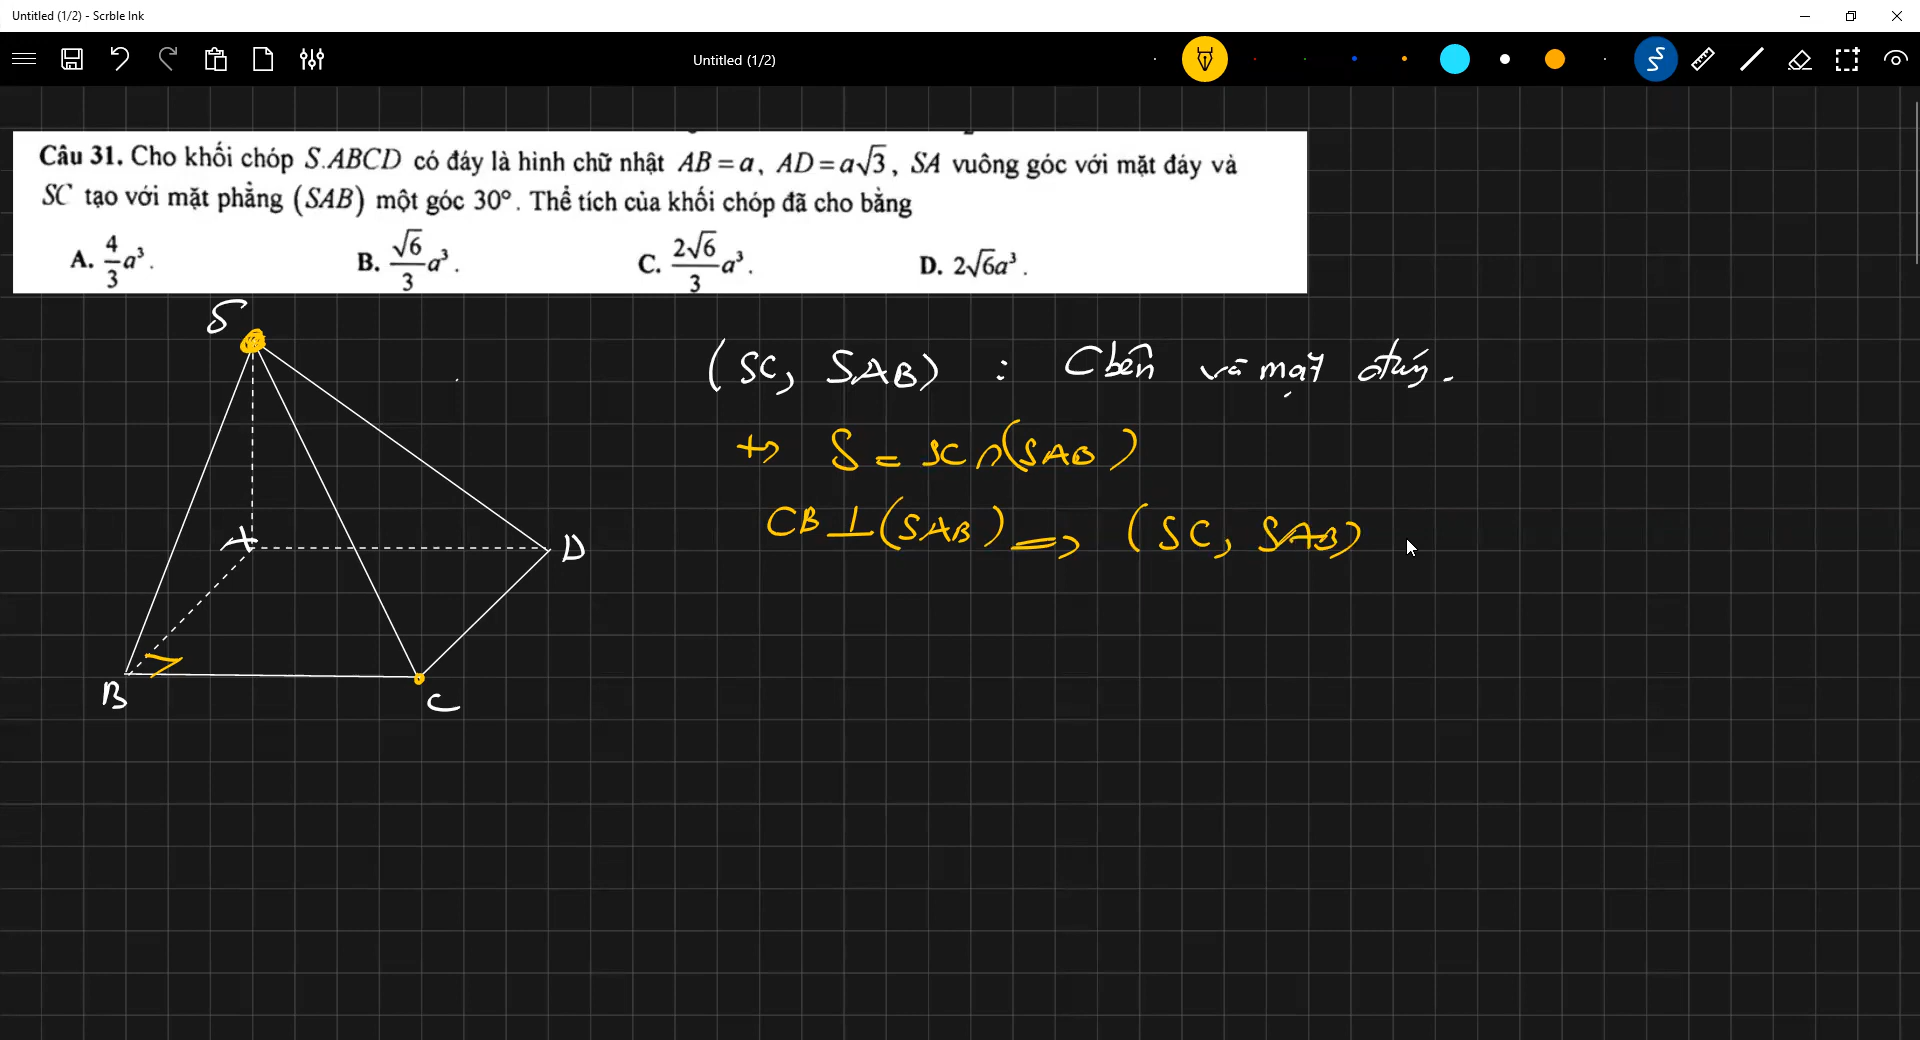 Untitled (1/2) - Scrble Ink
Untitled (1/2)
Câu 31. Cho khối chóp S.ABCD có đáy là hình chữ nhật AB = a, AD = a√3, SA vuông góc với mặt đáy và
SC tạo với mặt phẳng (SAB) một góc 30°. Thể tích của khối chóp đã cho bằng
A. 4/3 a³. B. √6/3 a³. C. 2√6/3 a³. D. 2√6a³.
S
(SC, SAB) : Cbên và mặt đáy.
+) S = SC ∩ (SAB)
CB ⊥ (SAB) => (SC, SAB)
A
D
B
C